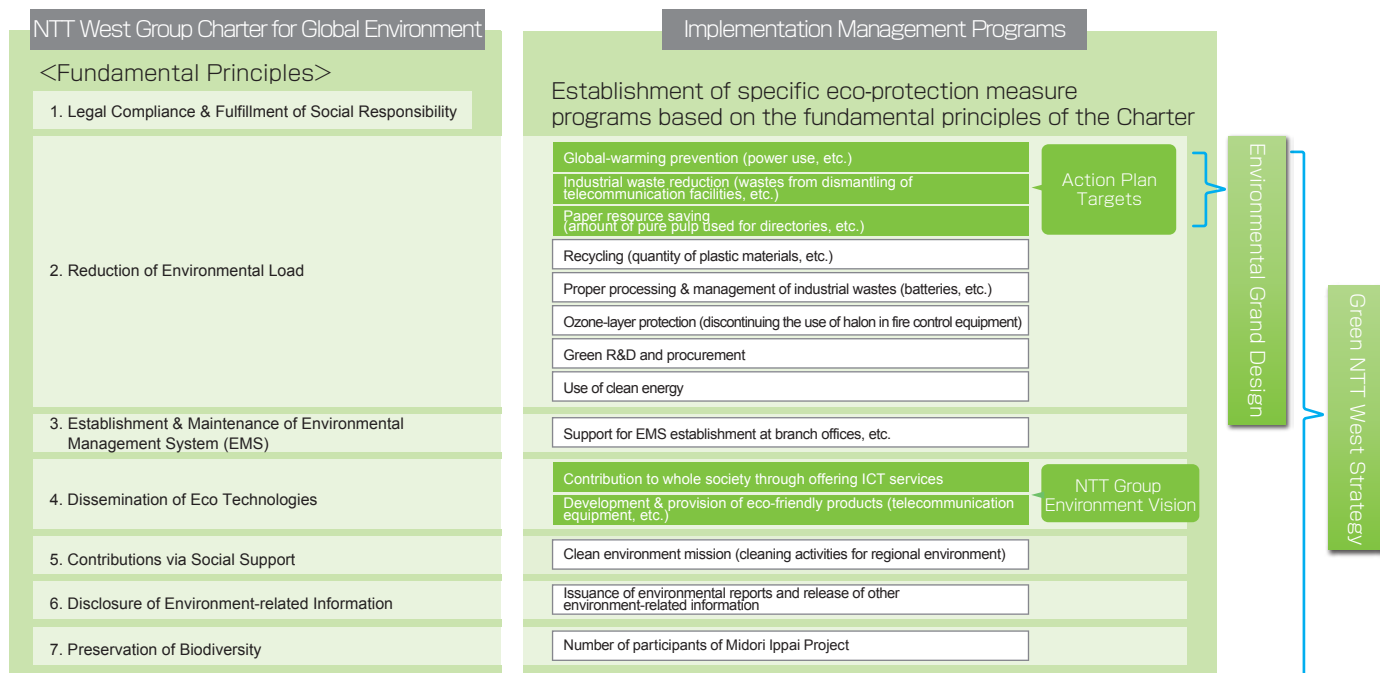 NTT West Group Charter for Global Environment
Implementation Management Programs
<Fundamental Principles>
1. Legal Compliance & Fulfillment of Social Responsibility
Establishment of specific eco-protection measure
programs based on the fundamental principles of the Charter
2. Reduction of Environmental Load
Global-warming prevention (power use, etc.)
Industrial waste reduction (wastes from dismantling of
telecommunication facilities, etc.)
Paper resource saving
(amount of pure pulp used for directories, etc.)
Action Plan
Targets
Recycling (quantity of plastic materials, etc.)
Proper processing & management of industrial wastes (batteries, etc.)
Ozone-layer protection (discontinuing the use of halon in fire control equipment)
Green R&D and procurement
Use of clean energy
3. Establishment & Maintenance of Environmental
Management System (EMS)
Support for EMS establishment at branch offices, etc.
4. Dissemination of Eco Technologies
Contribution to whole society through offering ICT services
Development & provision of eco-friendly products (telecommunication
equipment, etc.)
NTT Group
Environment Vision
5. Contributions via Social Support
Clean environment mission (cleaning activities for regional environment)
6. Disclosure of Environment-related Information
Issuance of environmental reports and release of other
environment-related information
7. Preservation of Biodiversity
Number of participants of Midori Ippai Project
Environmental Grand Design
Green NTT West Strategy